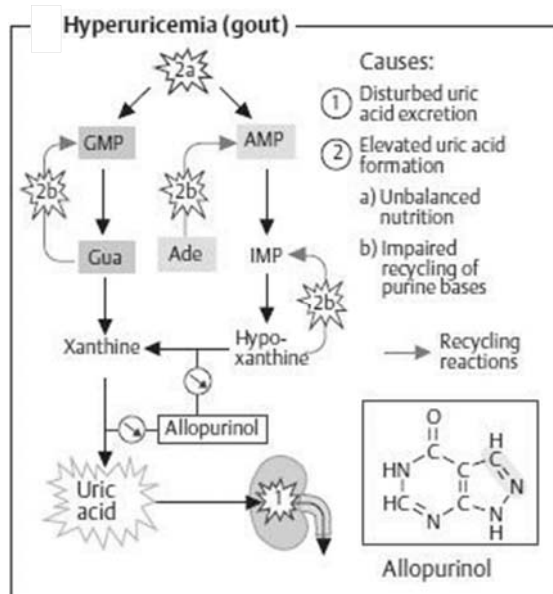 Hyperuricemia (gout)
2a
Causes:
1 Disturbed uric
acid excretion
2 Elevated uric acid
formation
a) Unbalanced
nutrition
b) Impaired
recycling of
purine bases
Recycling
reactions
GMP
AMP
2b
2b
Gua
Ade
IMP
2b
Xanthine
Hypo-
xanthine
Allopurinol
Uric
acid
1
O
C
HN
C
C
HC
N
C
H
C
N
N
H
Allopurinol